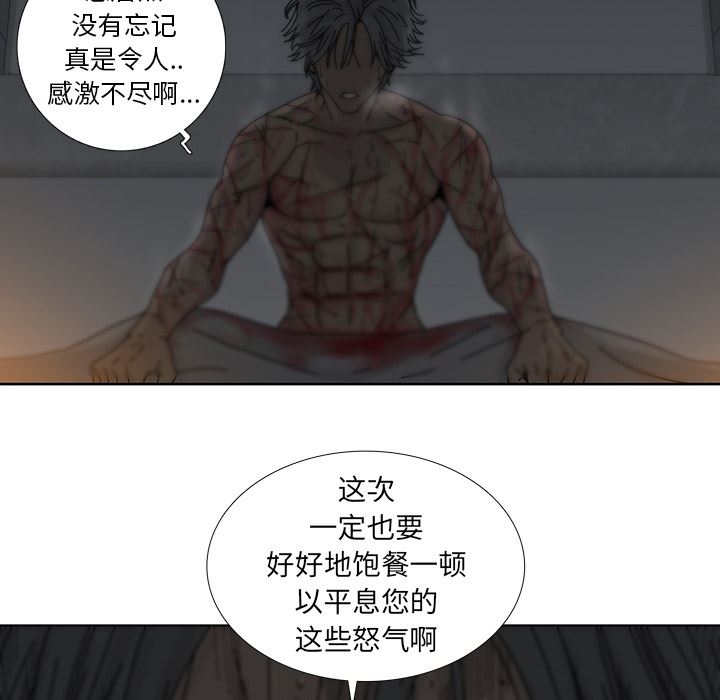 没有忘记
真是令人..
感激不尽啊...
这次
一定也要
好好地饱餐一顿
以平息您的
这些怒气啊